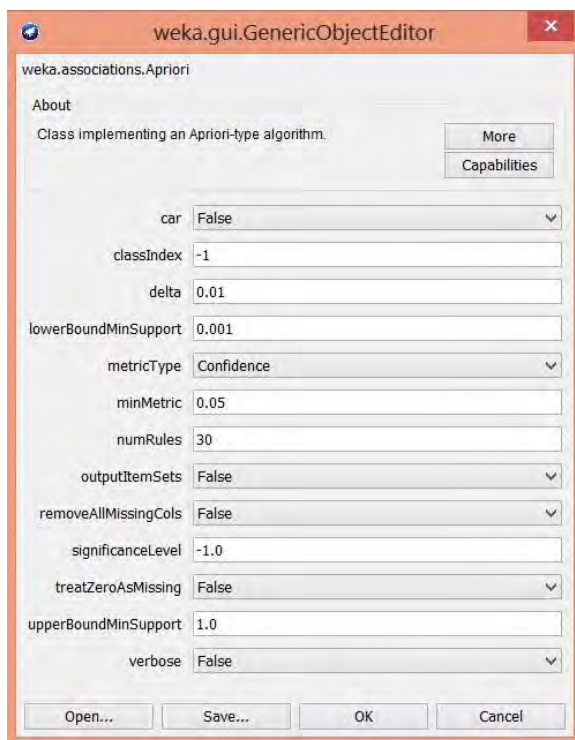 weka.gui.GenericObjectEditor
weka.associations.Apriori
About
Class implementing an Apriori-type algorithm.
More
Capabilities
car False
classIndex -1
delta 0.01
lowerBoundMinSupport 0.001
metricType Confidence
minMetric 0.05
numRules 30
outputItemSets False
removeAllMissingCols False
significanceLevel -1.0
treatZeroAsMissing False
upperBoundMinSupport 1.0
verbose False
Open... Save... OK Cancel